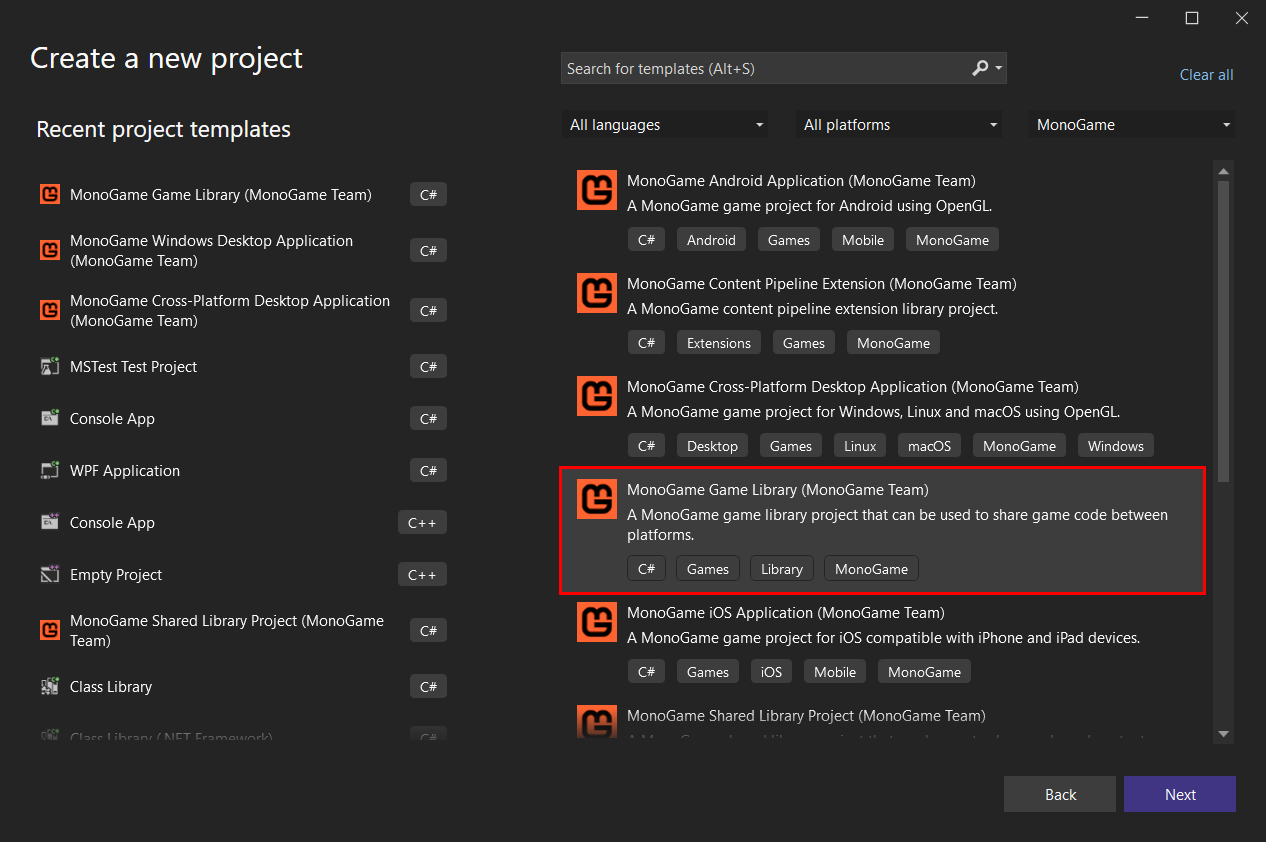 Create a new project
Search for templates (Alt+S)
Clear all
Recent project templates
All languages
All platforms
MonoGame
MonoGame Game Library (MonoGame Team)
C#
MonoGame Windows Desktop Application
(MonoGame Team)
C#
MonoGame Cross-Platform Desktop Application
(MonoGame Team)
C#
MSTest Test Project
C#
Console App
C#
WPF Application
C#
Console App
C++
Empty Project
C++
MonoGame Shared Library Project (MonoGame
Team)
C#
Class Library
C#
Class Library (.NET Framework)
C#
MonoGame Android Application (MonoGame Team)
A MonoGame game project for Android using OpenGL.
C# Android Games Mobile MonoGame
MonoGame Content Pipeline Extension (MonoGame Team)
A MonoGame content pipeline extension library project.
C# Extensions Games MonoGame
MonoGame Cross-Platform Desktop Application (MonoGame Team)
A MonoGame game project for Windows, Linux and macOS using OpenGL.
C# Desktop Games Linux macOS MonoGame Windows
MonoGame Game Library (MonoGame Team)
A MonoGame game library project that can be used to share game code between
platforms.
C# Games Library MonoGame
MonoGame iOS Application (MonoGame Team)
A MonoGame game project for iOS compatible with iPhone and iPad devices.
C# Games iOS Mobile MonoGame
MonoGame Shared Library Project (MonoGame Team)
Back
Next